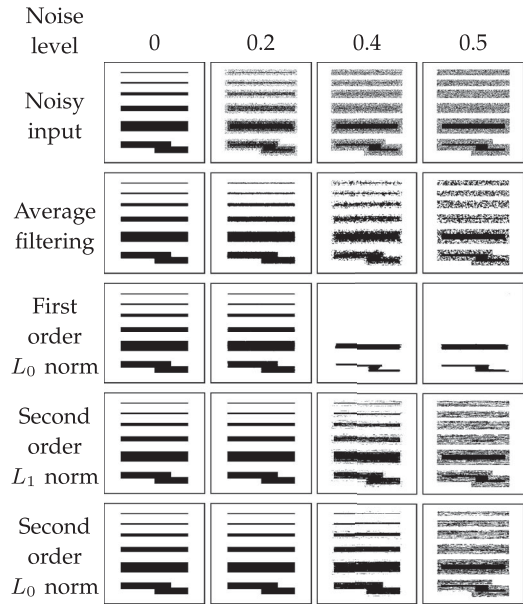 Noise level 0 0.2 0.4 0.5
Noisy input
Average filtering
First order L₀ norm
Second order L₁ norm
Second order L₀ norm